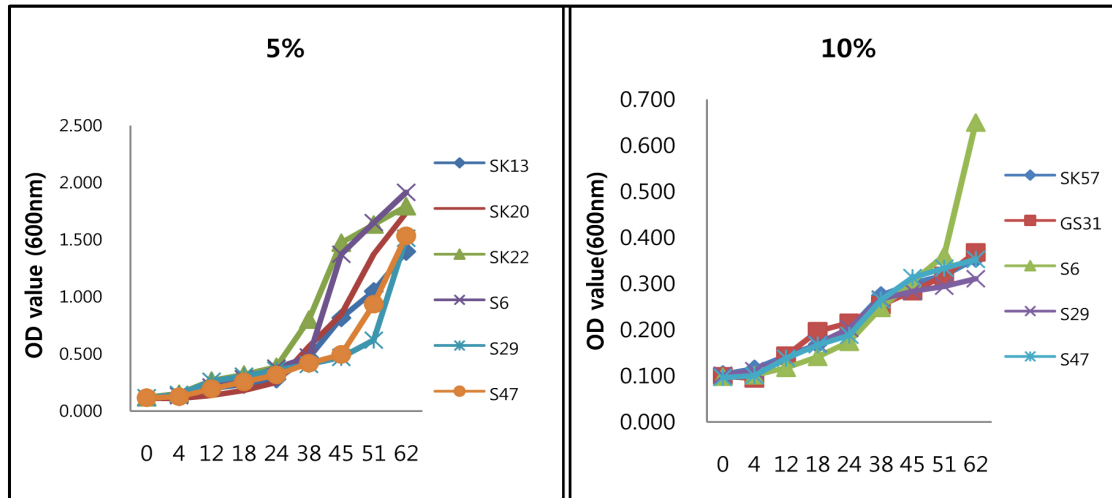 5%
OD value (600nm)
2.500
2.000
1.500
1.000
0.500
0.000
0 4 12 18 24 38 45 51 62
SK13
SK20
SK22
S6
S29
S47
10%
OD value(600nm)
0.700
0.600
0.500
0.400
0.300
0.200
0.100
0.000
0 4 12 18 24 38 45 51 62
SK57
GS31
S6
S29
S47